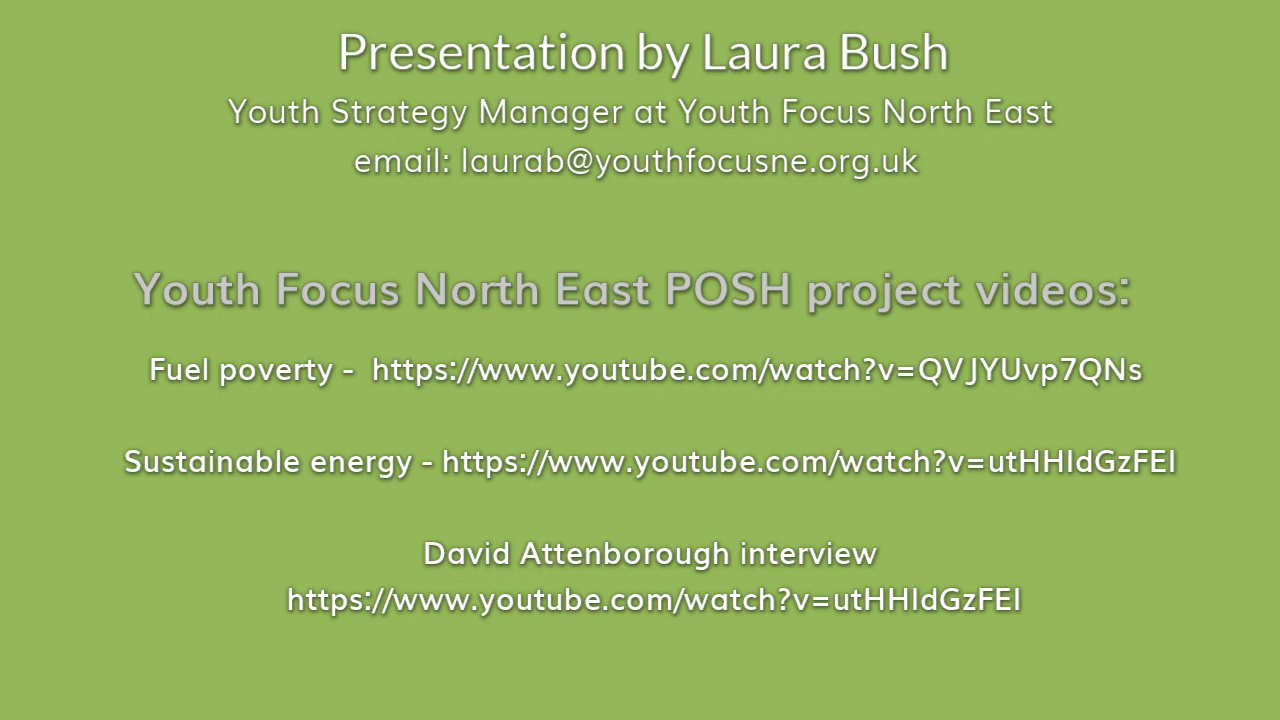 Presentation by Laura Bush
Youth Strategy Manager at Youth Focus North East
email: laurab@youthfocusne.org.uk
Youth Focus North East POSH project videos:
Fuel poverty - https://www.youtube.com/watch?v=QVJYUvp7QNs
Sustainable energy - https://www.youtube.com/watch?v=utHHIdGzFEI
David Attenborough interview
https://www.youtube.com/watch?v=utHHIdGzFEI